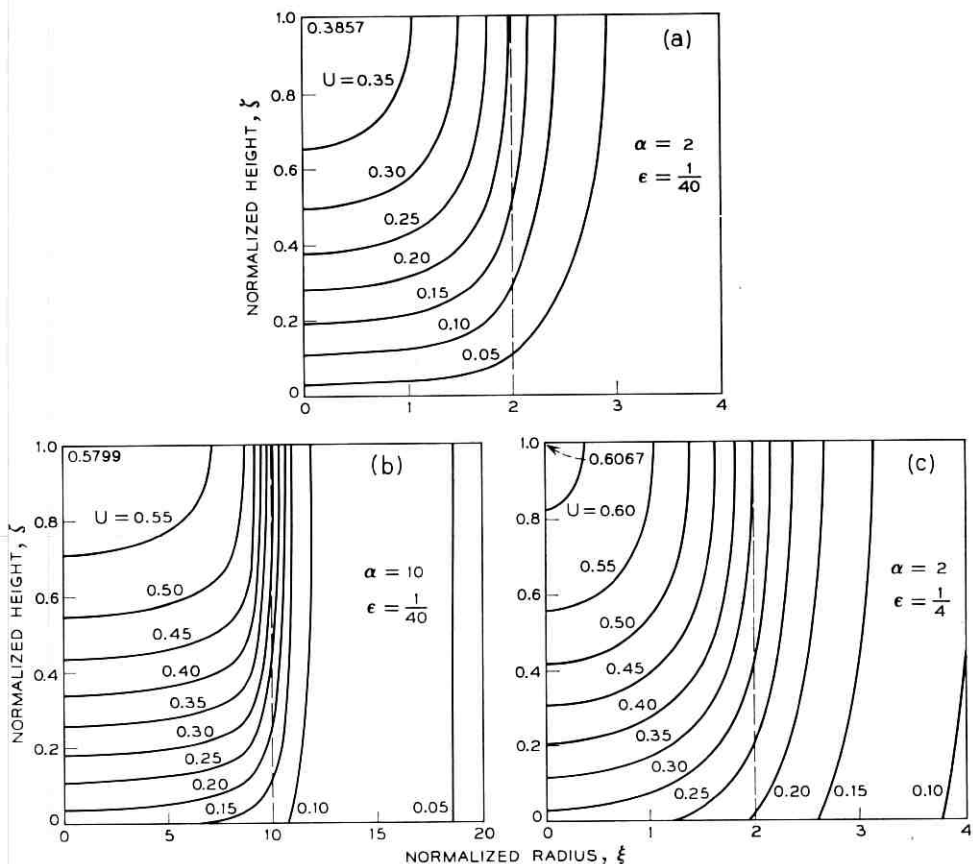 (a)
1.0
0.3857
U = 0.35
0.8
0.6
0.30
α = 2
ϵ = 1/40
0.4
0.25
0.20
0.15
0.2
0.10
0.05
0
0 1 2 3 4
NORMALIZED HEIGHT, ζ
(b)
1.0
0.5799
U = 0.55
0.8
0.6
0.50
α = 10
ϵ = 1/40
0.45
0.4
0.40
0.35
0.30
0.2
0.25
0.20
0.15
0.10
0.05
0
0 5 10 15 20
NORMALIZED HEIGHT, ζ
(c)
1.0
0.6067
U = 0.60
0.8
0.55
0.6
α = 2
ϵ = 1/4
0.50
0.4
0.45
0.40
0.35
0.2
0.30
0.25
0.20
0.15
0.10
0
0 1 2 3 4
NORMALIZED RADIUS, ξ